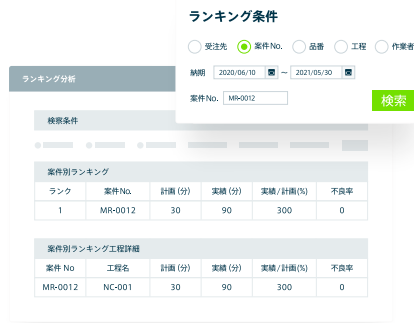 ランキング条件
受注先 案件No. 品番 工程 作業者
納期 2020/06/10 ~ 2021/05/30
案件No. MR-0012
検索
ランキング分析
検索条件
案件別ランキング
ランク 案件No. 計画(分) 実績(分) 実績/計画(%) 不良率
1 MR-0012 30 90 300 0
案件別ランキング工程詳細
案件 No 工程名 計画(分) 実績(分) 実績/計画(%) 不良率
MR-0012 NC-001 30 90 300 0